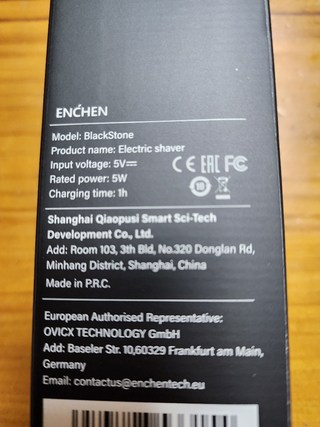 ENCHEN
Model: BlackStone
Product name: Electric shaver
Input voltage: 5V⎓
Rated power: 5W
Charging time: 1h
CE EAC FC
10
Shanghai Qiaopusi Smart Sci-Tech
Development Co., Ltd.
Add: Room 103, 3th Bld, No.320 Donglan Rd,
Minhang District, Shanghai, China
Made in P.R.C.
European Authorised Representative:
OVICX TECHNOLOGY GmbH
Add: Baseler Str. 10,60329 Frankfurt am Main,
Germany
Email: contactus@enchentech.eu